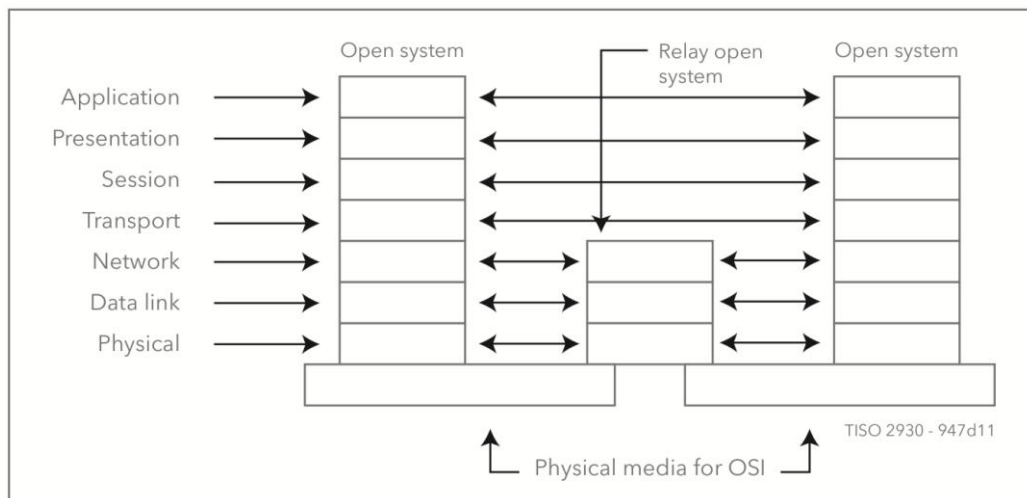 Open system
Relay open
system
Open system
Application
Presentation
Session
Transport
Network
Data link
Physical
TISO 2930 - 947d11
Physical media for OSI